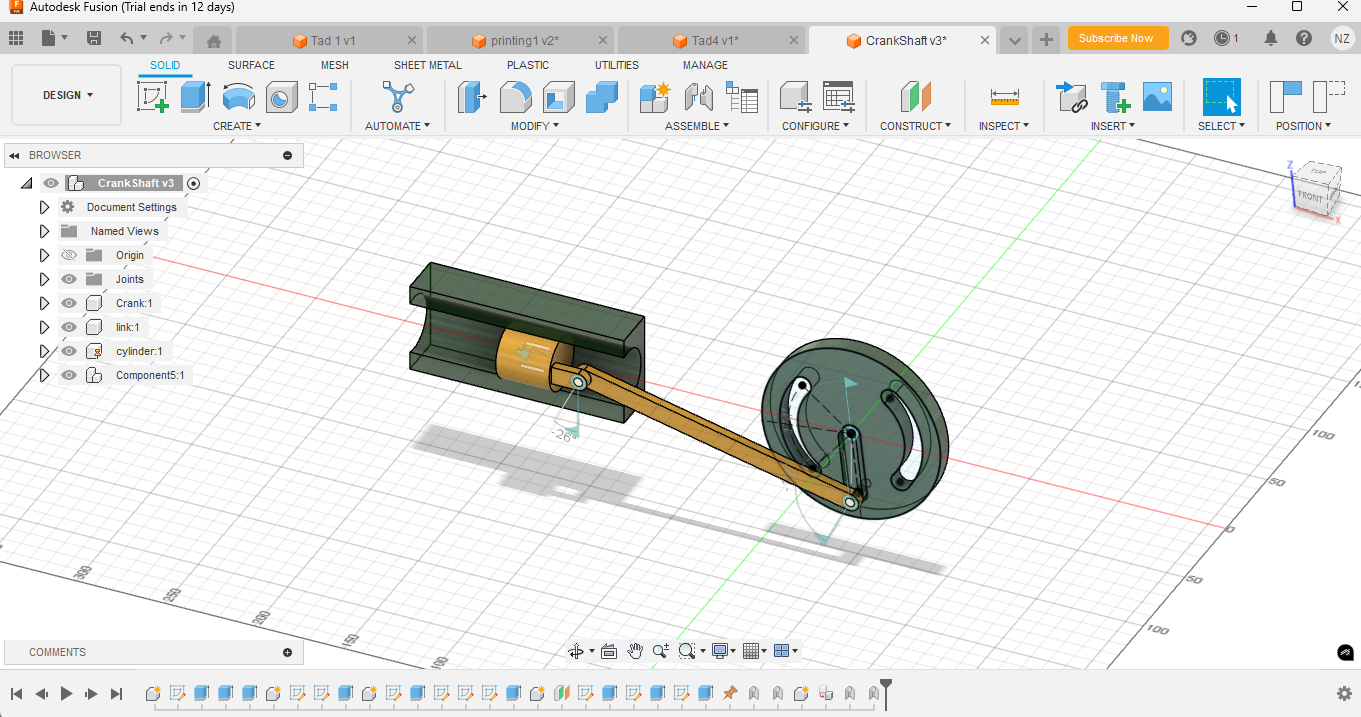 Autodesk Fusion (Trial ends in 12 days)
Tad 1 v1
printing1 v2*
Tad4 v1*
CrankShaft v3*
Subscribe Now
1
NZ
DESIGN
SOLID
SURFACE
MESH
SHEET METAL
PLASTIC
UTILITIES
MANAGE
CREATE
AUTOMATE
MODIFY
ASSEMBLE
CONFIGURE
CONSTRUCT
INSPECT
INSERT
SELECT
POSITION
BROWSER
CrankShaft v3
Document Settings
Named Views
Origin
Joints
Crank:1
link:1
cylinder:1
Component5:1
Z
TOP
FRONT
X
100
50
0
50
100
300
250
200
150
100
COMMENTS